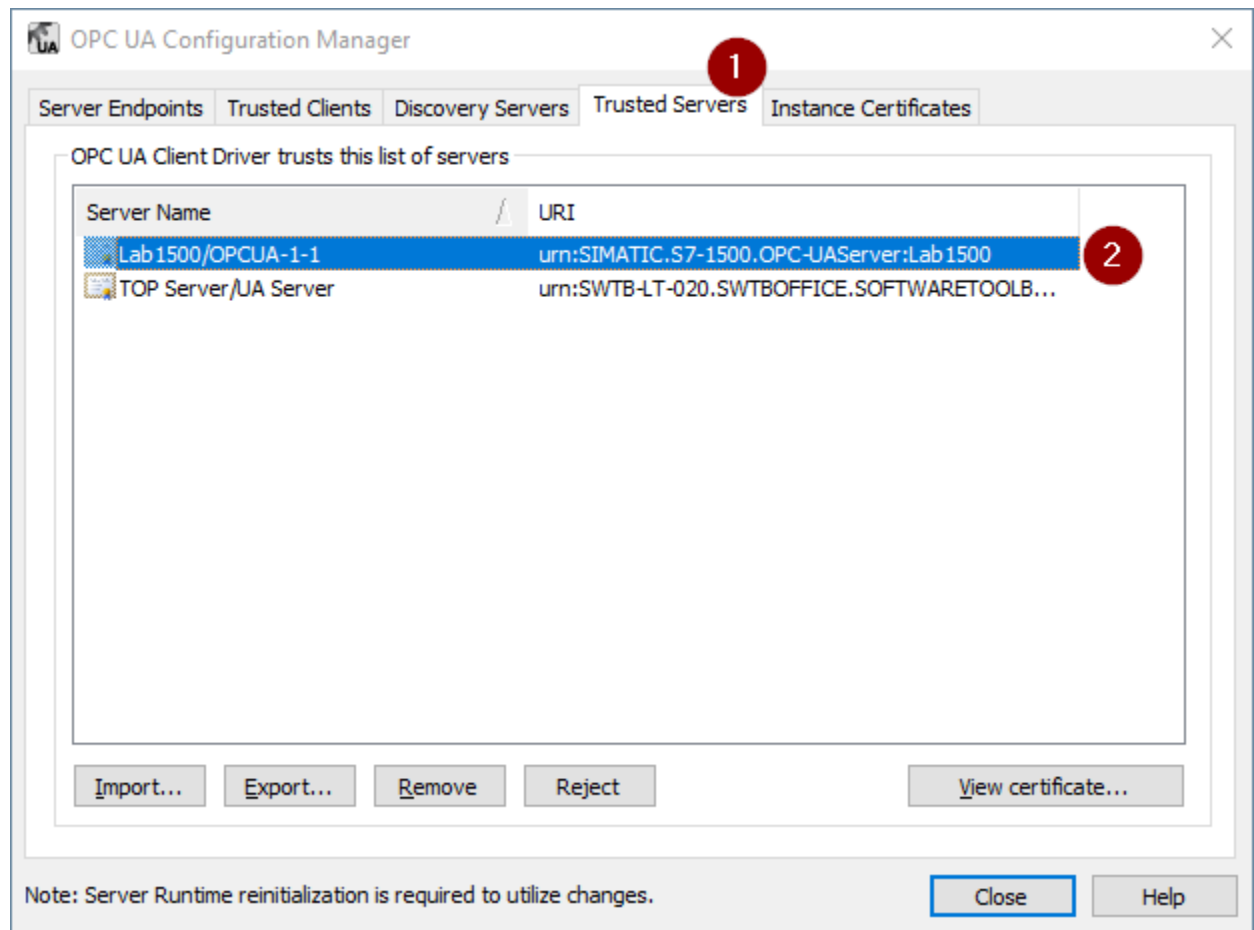 OPC UA Configuration Manager
1
Server Endpoints Trusted Clients Discovery Servers Trusted Servers Instance Certificates
OPC UA Client Driver trusts this list of servers
Server Name URI
Lab1500/OPCUA-1-1 urn:SIMATIC.S7-1500.OPC-UAServer:Lab1500 2
TOP Server/UA Server urn:SWTB-LT-020.SWTBOFFICE.SOFTWARETOOLB...
Import... Export... Remove Reject View certificate...
Note: Server Runtime reinitialization is required to utilize changes. Close Help